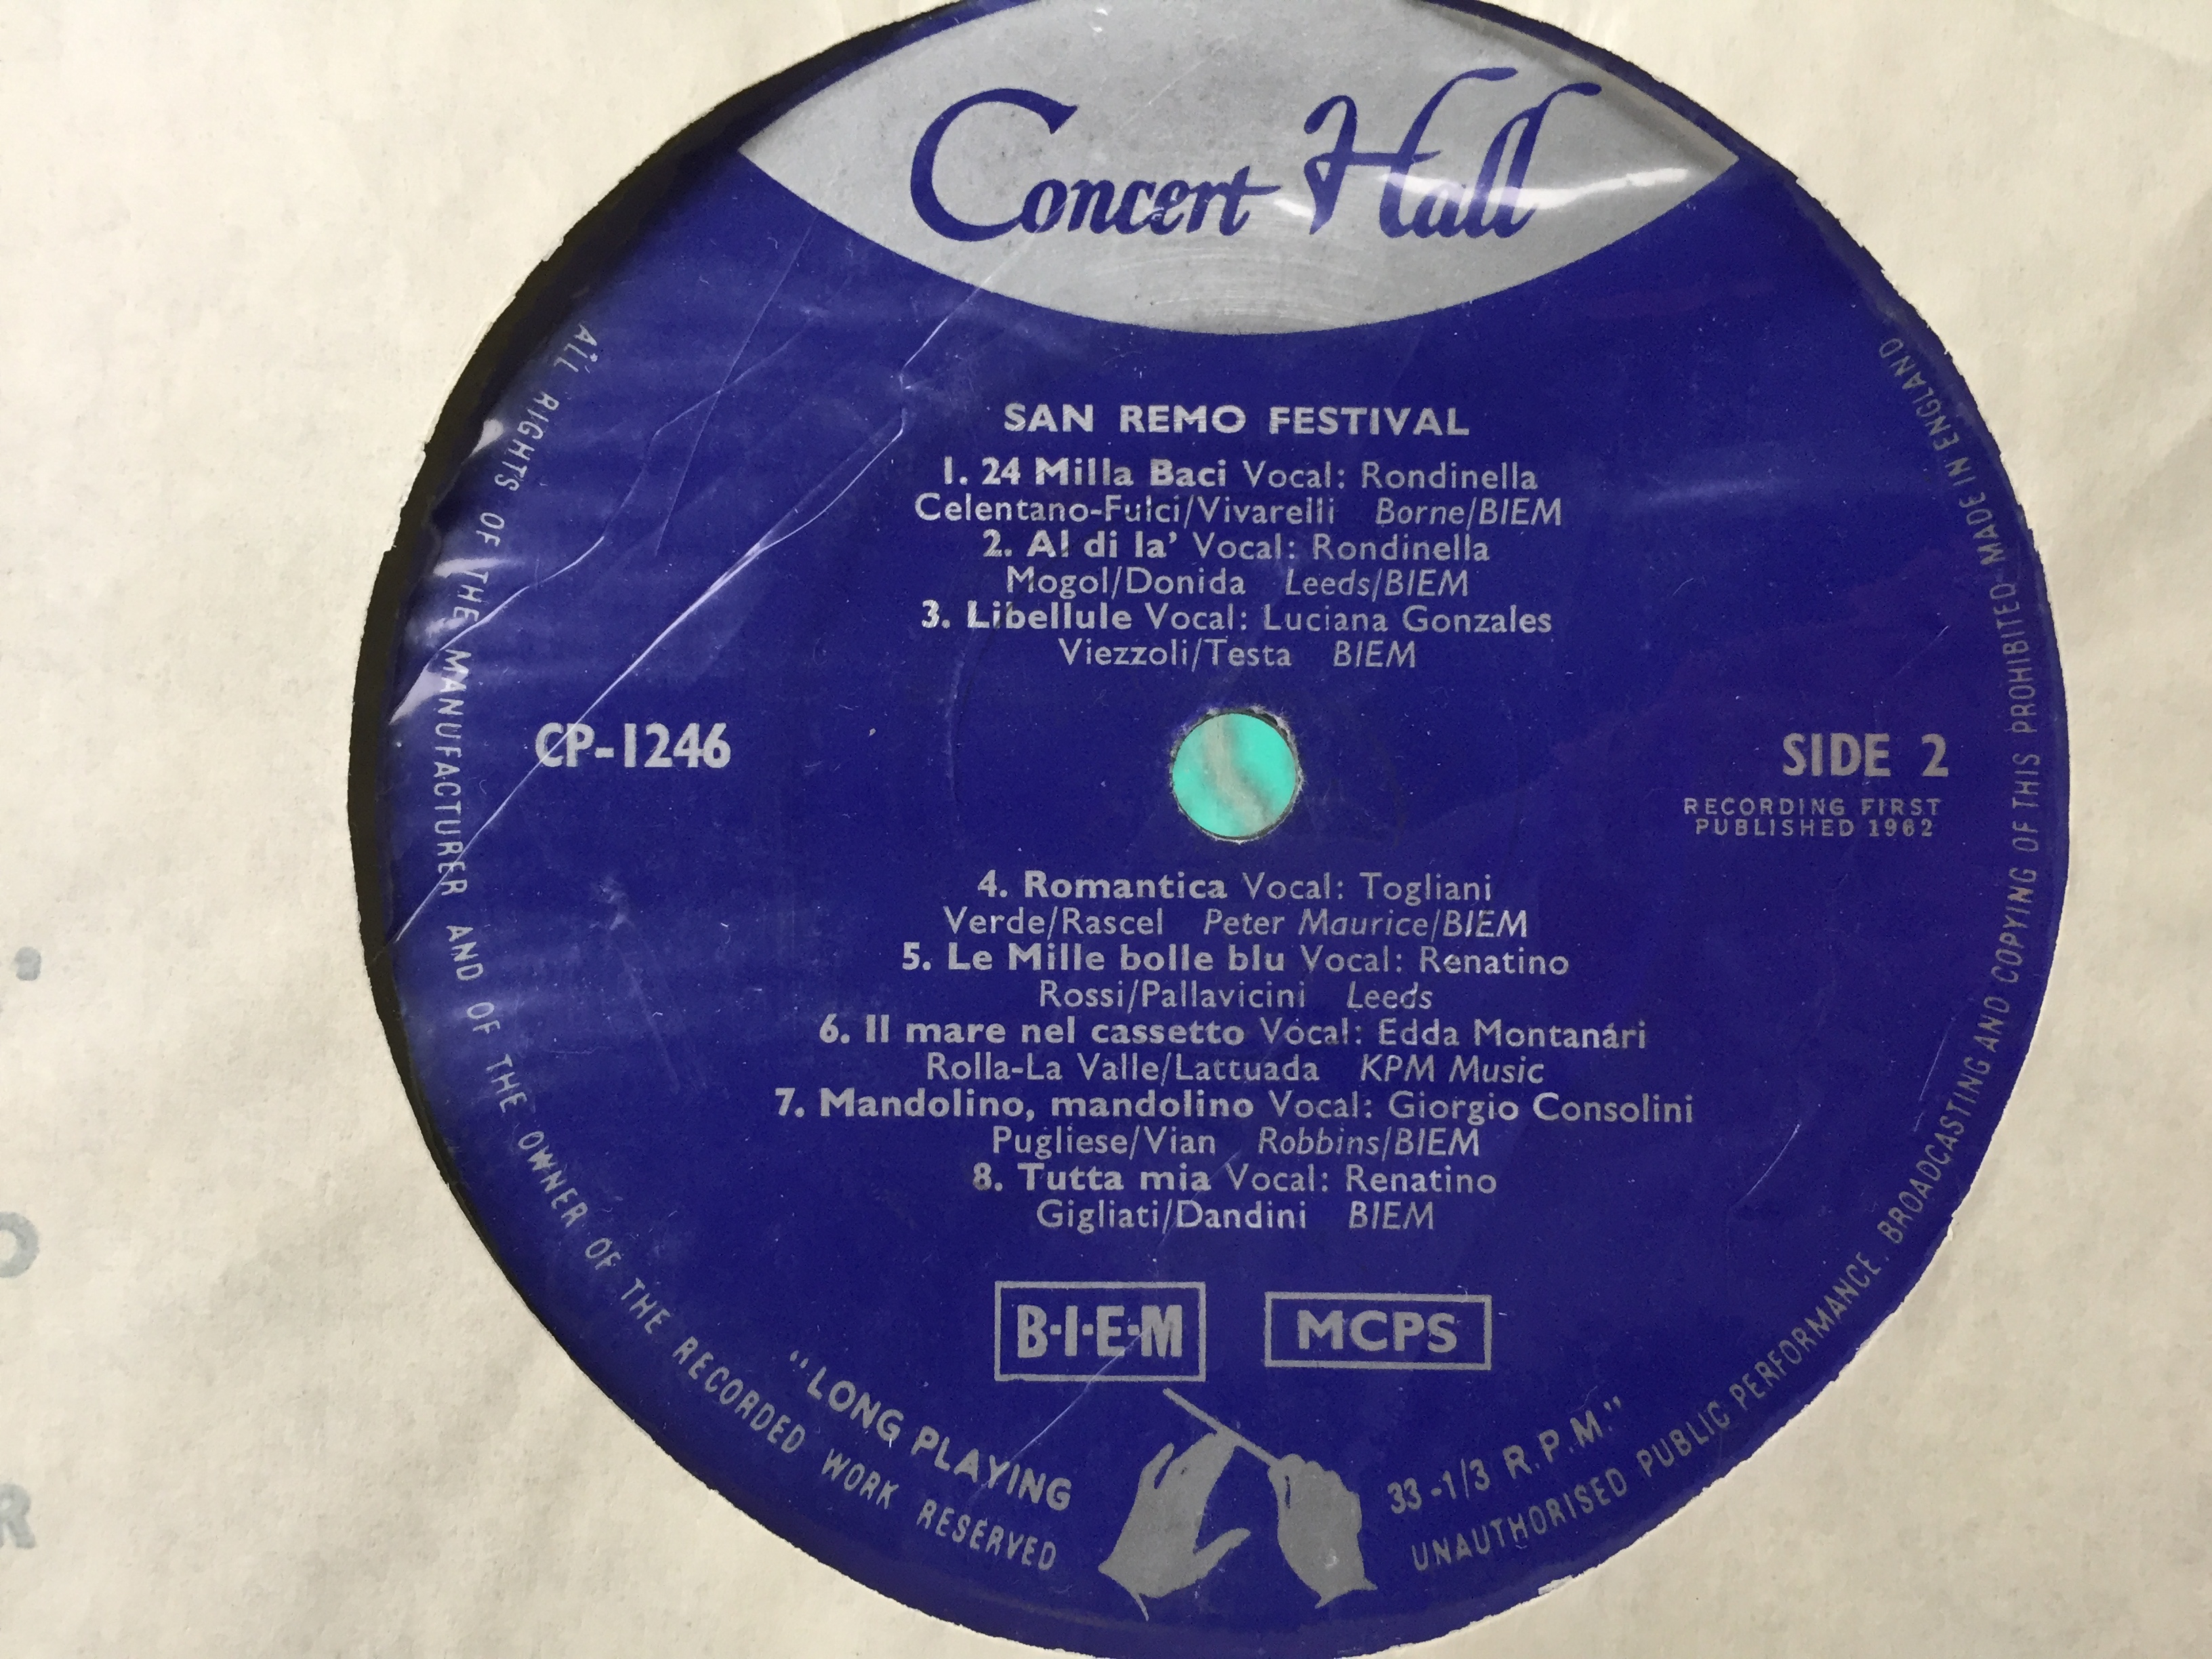 Concert Hall
SAN REMO FESTIVAL
1. 24 Milla Baci Vocal: Rondinella
Celentano-Fulci/Vivarelli Borne/BIEM
2. Al di la' Vocal: Rondinella
Mogol/Donida Leeds/BIEM
3. Libellule Vocal: Luciana Gonzales
Viezzoli/Testa BIEM
CP-1246
SIDE 2
RECORDING FIRST
PUBLISHED 1962
4. Romantica Vocal: Togliani
Verde/Rascel Peter Maurice/BIEM
5. Le Mille bolle blu Vocal: Renatino
Rossi/Pallavicini Leeds
6. Il mare nel cassetto Vocal: Edda Montanári
Rolla-La Valle/Lattuada KPM Music
7. Mandolino, mandolino Vocal: Giorgio Consolini
Pugliese/Vian Robbins/BIEM
8. Tutta mia Vocal: Renatino
Gigliati/Dandini BIEM
B·I·E·M
MCPS
"LONG PLAYING
33-1/3 R.P.M."
ALL RIGHTS OF THE MANUFACTURER AND OF THE OWNER OF THE RECORDED WORK RESERVED
UNAUTHORISED PUBLIC PERFORMANCE, BROADCASTING AND COPYING OF THIS PROHIBITED MADE IN ENGLAND
O
R